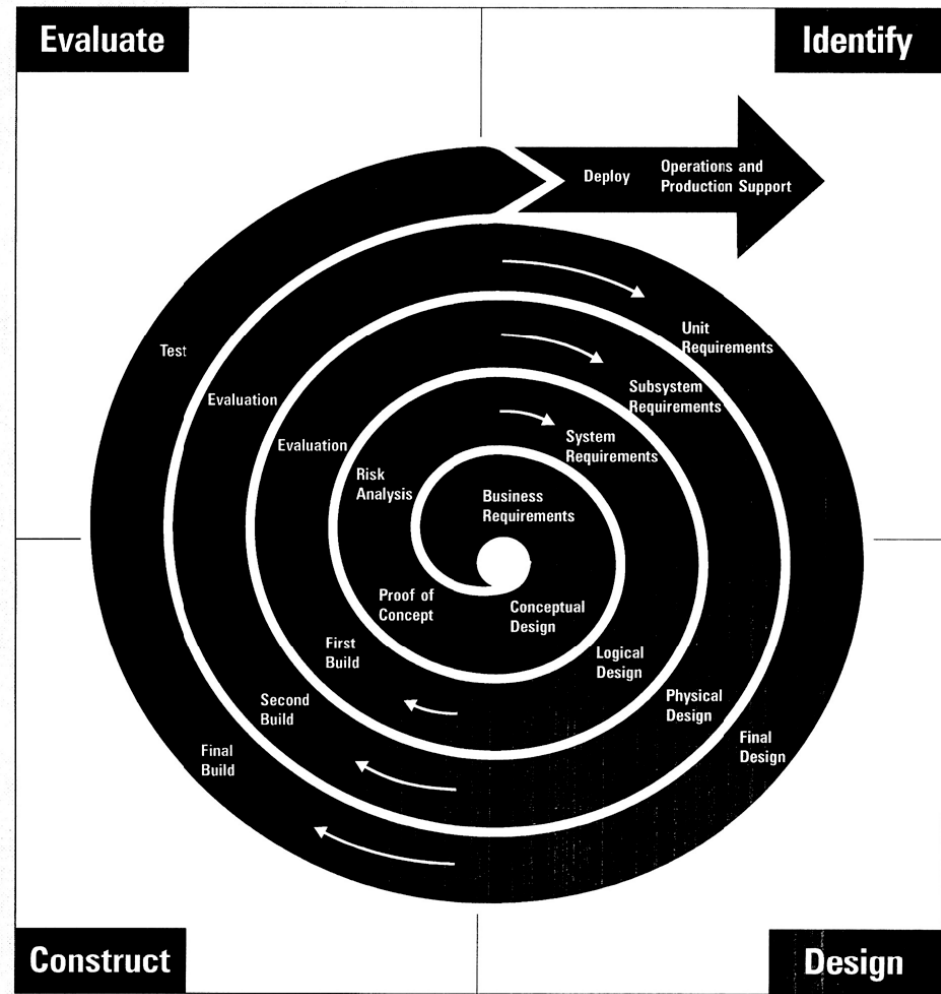 Evaluate
Identify
Deploy
Operations and
Production Support
Unit
Requirements
Test
Subsystem
Requirements
Evaluation
System
Requirements
Evaluation
Risk
Analysis
Business
Requirements
Proof of
Concept
Conceptual
Design
First
Build
Logical
Design
Second
Build
Physical
Design
Final
Build
Final
Design
Construct
Design